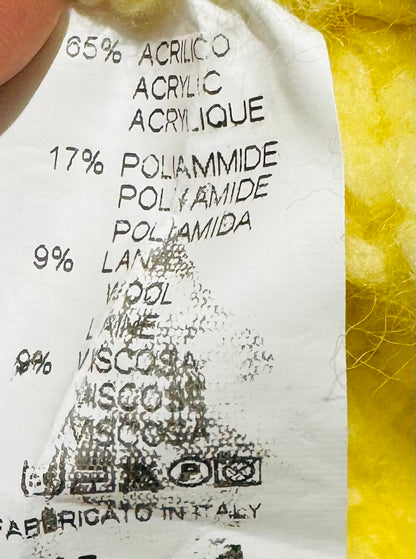 65% ACRILICO
ACRYLIC
ACRYLIQUE
17% POLIAMMIDE
POLYAMIDE
POLIAMIDA
9% LANA
WOOL
LAINE
9% VISCOSA
VISCOSE
VISCOSA
P
FABBRICATO IN ITALY